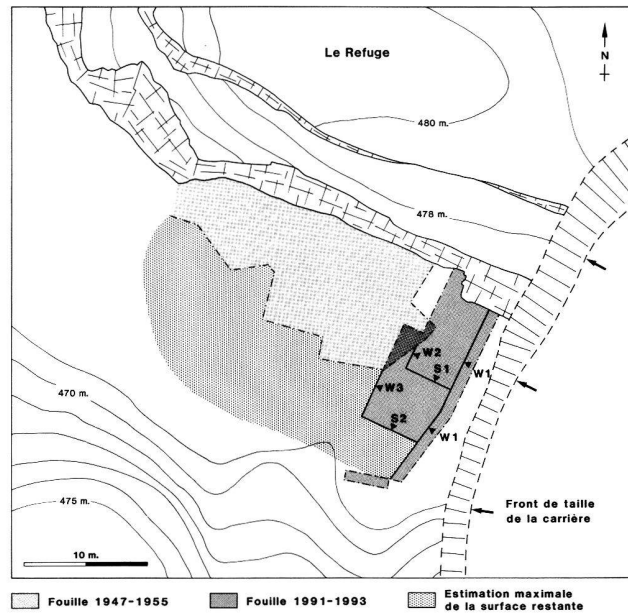 Le Refuge
N
480 m.
478 m.
W2
S1
W1
W3
S2
W1
470 m.
475 m.
Front de taille
de la carrière
10 m.
Fouille 1947-1955
Fouille 1991-1993
Estimation maximale
de la surface restante